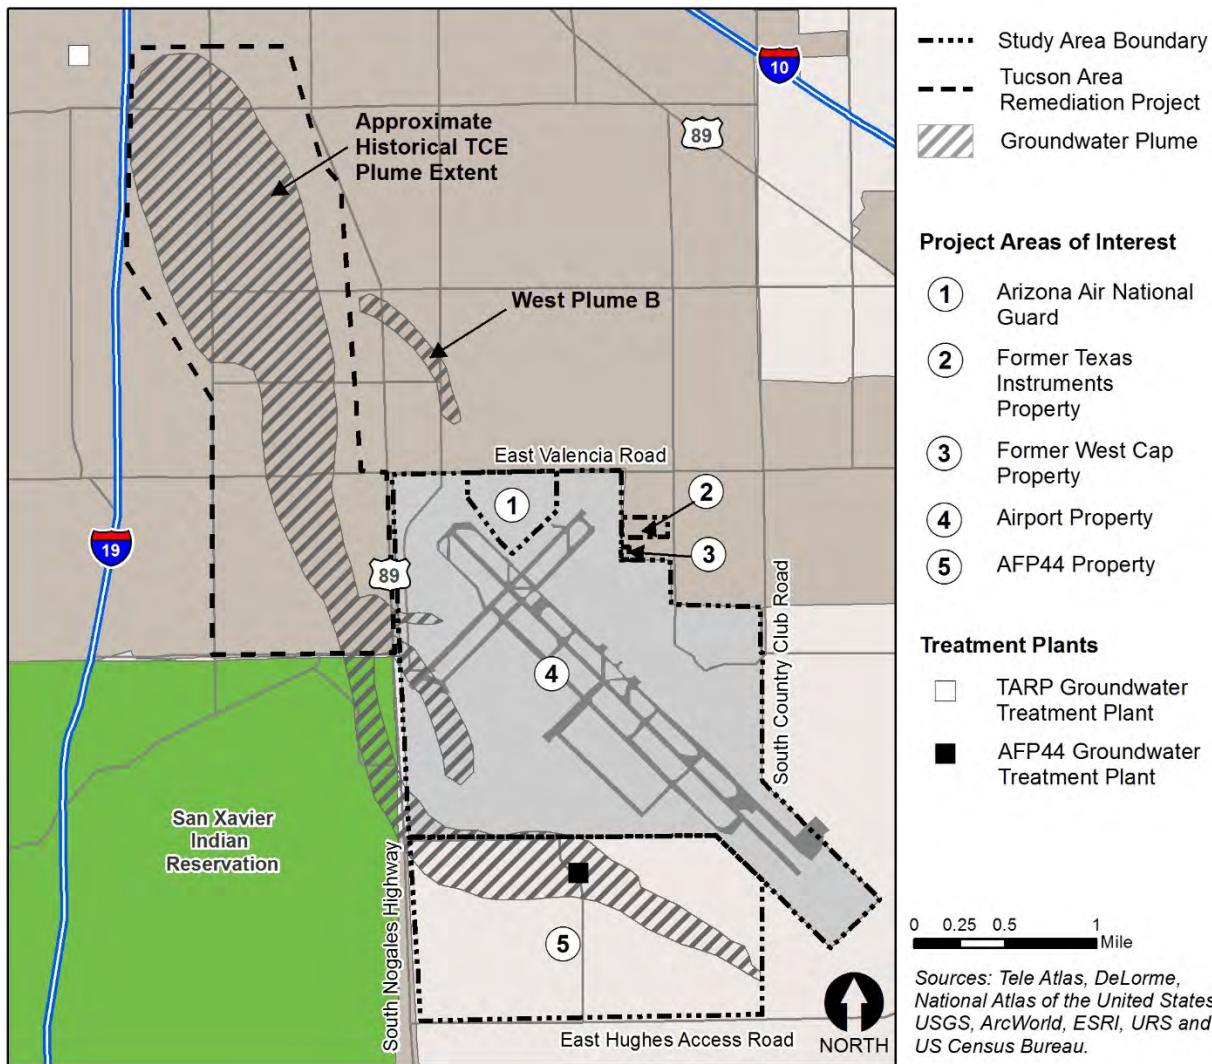 10
89
Approximate
Historical TCE
Plume Extent
West Plume B
East Valencia Road
1
2
3
19
89
4
South Country Club Road
San Xavier
Indian
Reservation
South Nogales Highway
5
East Hughes Access Road
NORTH
Study Area Boundary
Tucson Area
Remediation Project
Groundwater Plume
Project Areas of Interest
1 Arizona Air National
Guard
2 Former Texas
Instruments
Property
3 Former West Cap
Property
4 Airport Property
5 AFP44 Property
Treatment Plants
TARP Groundwater
Treatment Plant
AFP44 Groundwater
Treatment Plant
0 0.25 0.5 1
Mile
Sources: Tele Atlas, DeLorme,
National Atlas of the United States
USGS, ArcWorld, ESRI, URS and
US Census Bureau.